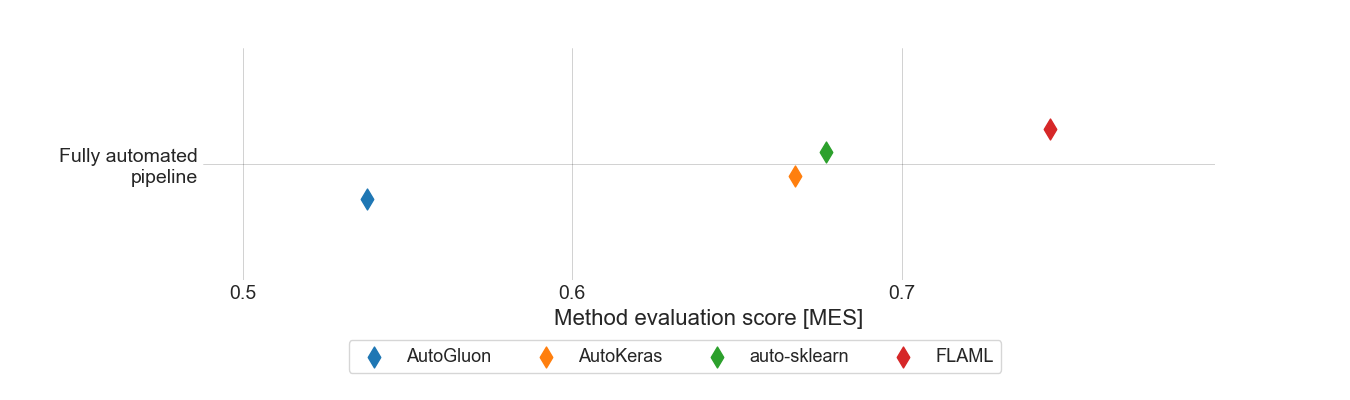 Fully automated
pipeline
0.5 0.6 0.7
Method evaluation score [MES]
AutoGluon AutoKeras auto-sklearn FLAML